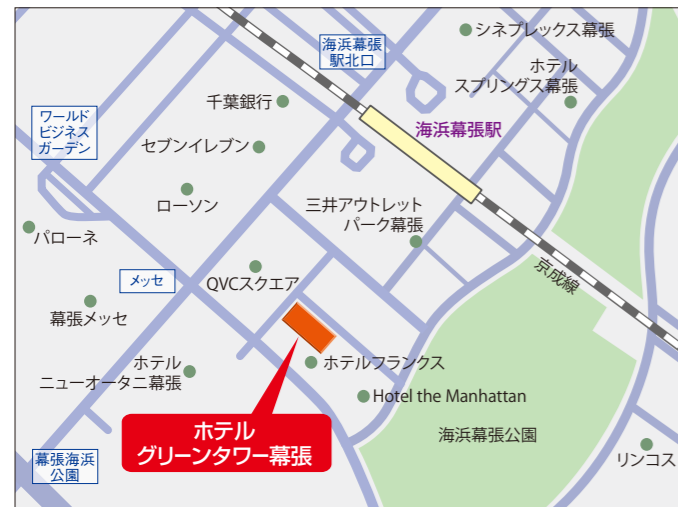 シネプレックス幕張
海浜幕張
駅北口
ホテル
スプリングス幕張
千葉銀行
ワールド
ビジネス
ガーデン
海浜幕張駅
セブンイレブン
ローソン
三井アウトレット
パーク幕張
パローネ
京成線
メッセ
QVCスクエア
幕張メッセ
ホテル
ニューオータニ幕張
ホテルフランクス
Hotel the Manhattan
ホテル
グリーンタワー幕張
海浜幕張公園
幕張海浜
公園
リンコス